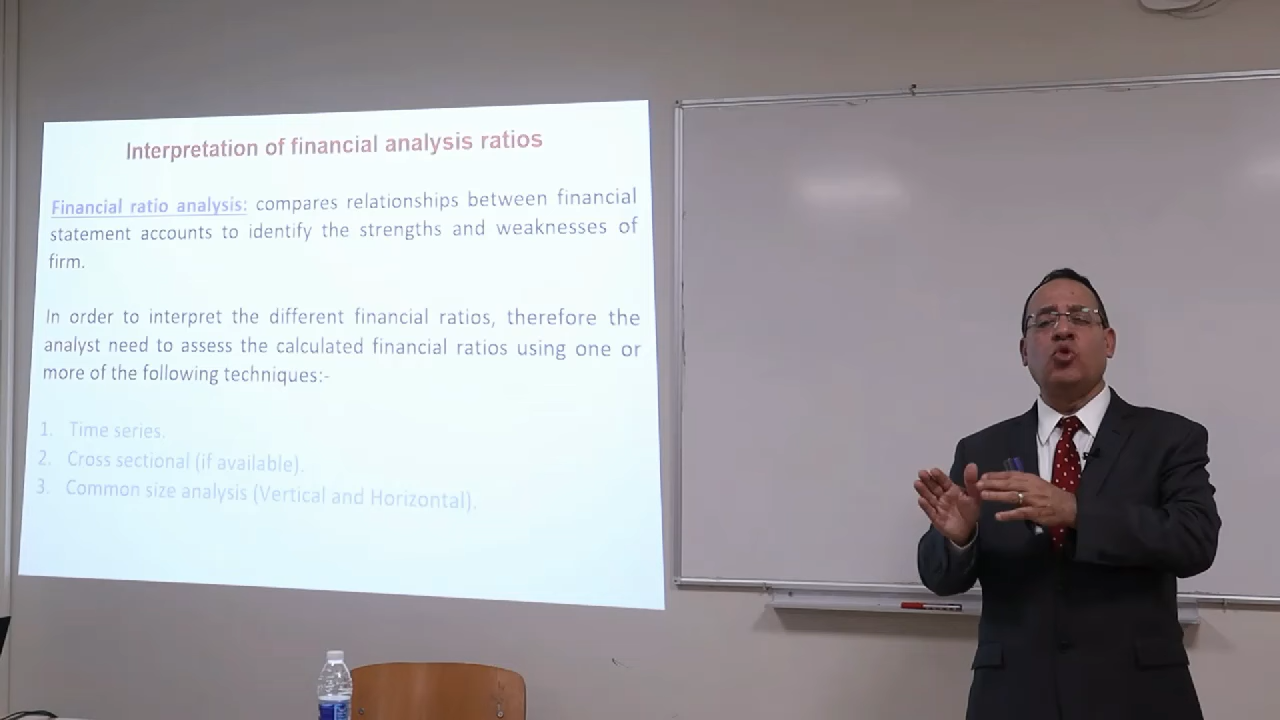 Interpretation of financial analysis ratios
Financial ratio analysis: compares relationships between financial
statement accounts to identify the strengths and weaknesses of
firm.
In order to interpret the different financial ratios, therefore the
analyst need to assess the calculated financial ratios using one or
more of the following techniques:-
1. Time series.
2. Cross sectional (if available).
3. Common size analysis (Vertical and Horizontal).